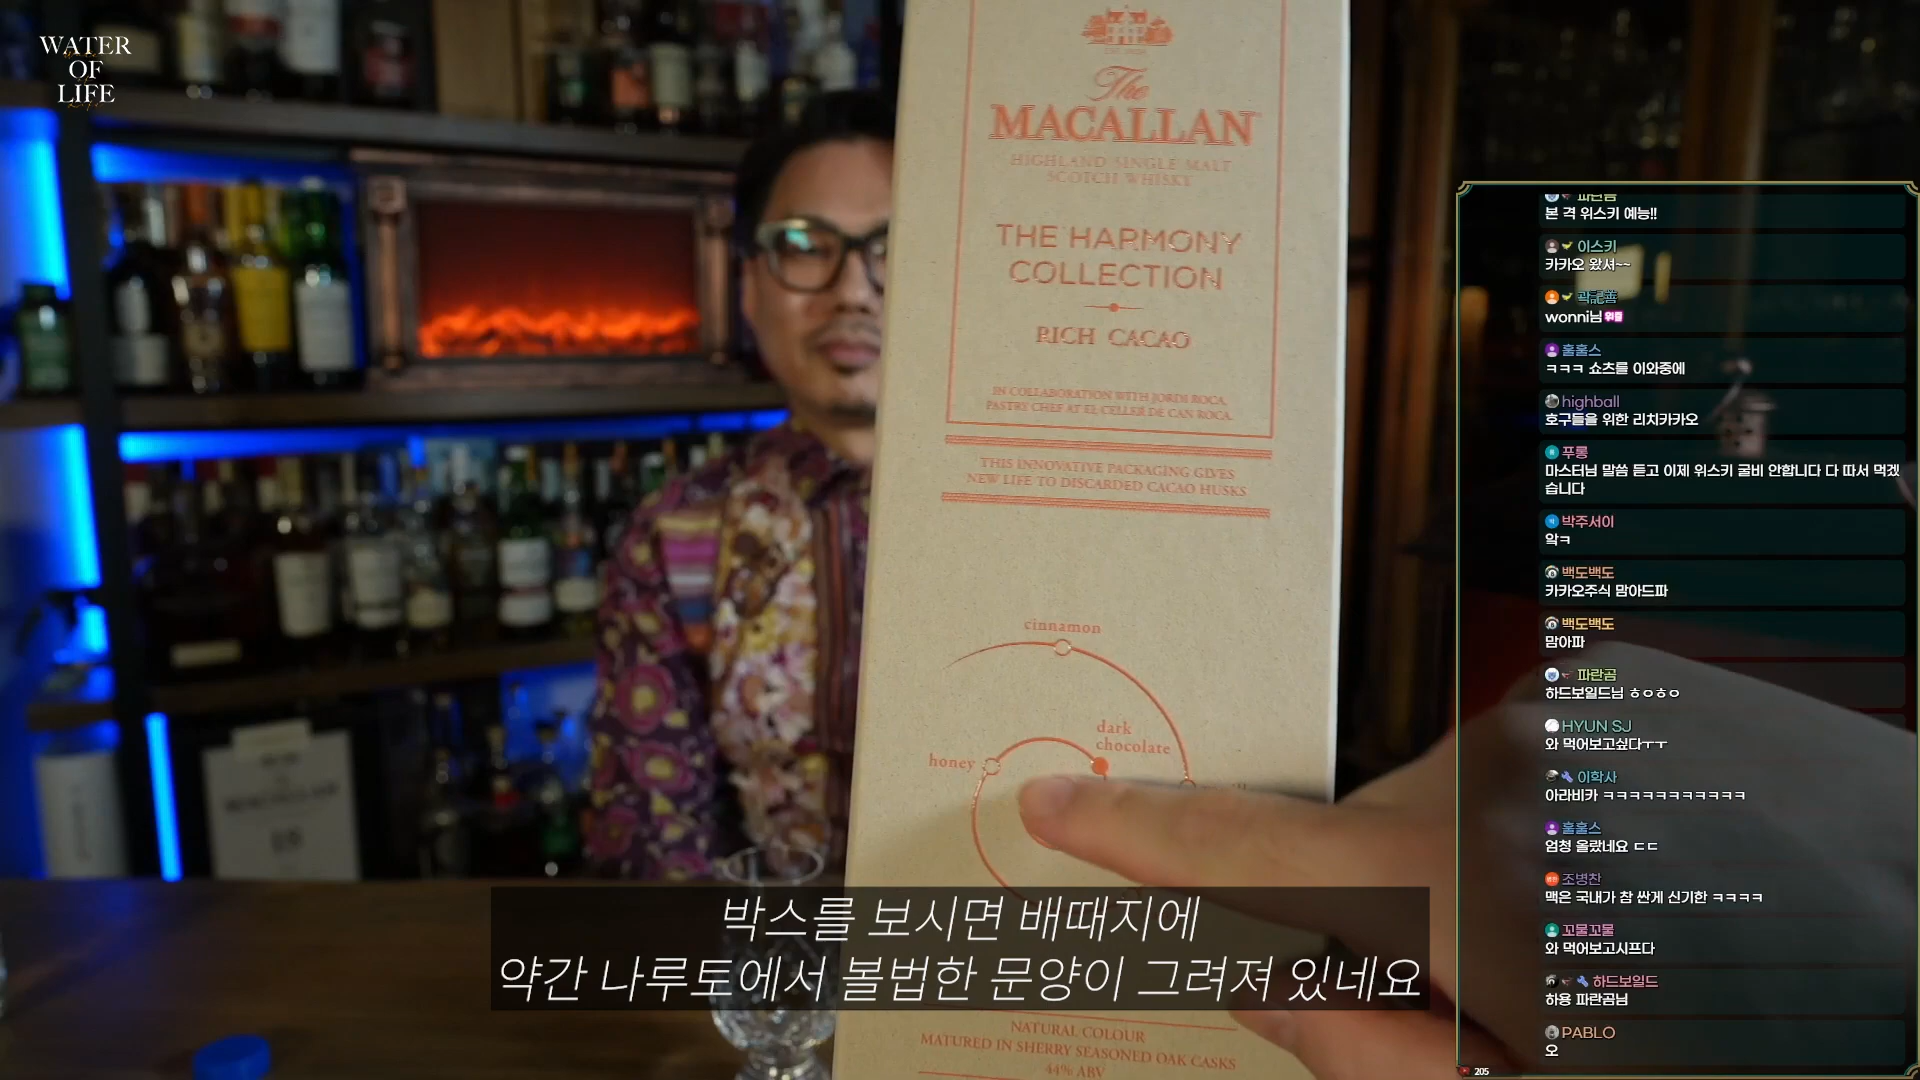 WATER
OF
LIFE
The
MACALLAN
HIGHLAND SINGLE MALT
SCOTCH WHISKY
THE HARMONY
COLLECTION
RICH CACAO
IN COLLABORATION WITH JORDI ROCA,
PASTRY CHEF AT EL CELLER DE CAN ROCA.
THIS INNOVATIVE PACKAGING GIVES
NEW LIFE TO DISCARDED CACAO HUSKS
cinnamon
dark
chocolate
honey
박스를 보시면 배때지에
약간 나루토에서 볼법한 문양이 그려져 있네요
NATURAL COLOUR
MATURED IN SHERRY SEASONED OAK CASKS
44% ABV
파란곰
본 격 위스키 예능!!
이스키
카카오 왔셔~~
wonni님
훌훌스
ㅋㅋㅋ 쇼츠를 이와중에
highball
호구들을 위한 리치카카오
푸롱
마스터님 말씀 듣고 이제 위스키 굴비 안합니다 다 따서 먹겠
습니다
박주서이
악ㅋ
백도백도
카카오주식 맘아드파
백도백도
맘아파
파란곰
하드보일드님 ㅎㅇㅎㅇ
HYUN SJ
와 먹어보고싶다ㅜㅜ
이학사
아라비카 ㅋㅋㅋㅋㅋㅋㅋㅋㅋㅋㅋ
훌훌스
엄청 올랐네요 ㄷㄷ
조병찬
맥은 국내가 참 싼게 신기한 ㅋㅋㅋㅋ
꼬물꼬물
와 먹어보고시프다
하드보일드
하용 파란곰님
PABLO
오
205